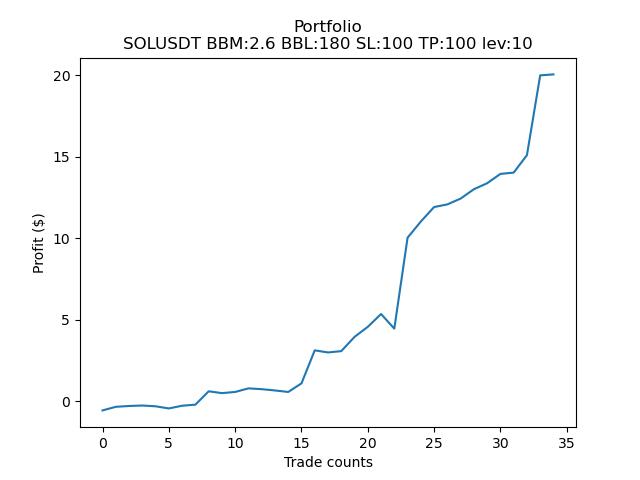 Portfolio
SOLUSDT BBM:2.6 BBL:180 SL:100 TP:100 lev:10
20
15
10
5
0
Profit ($)
0 5 10 15 20 25 30 35
Trade counts